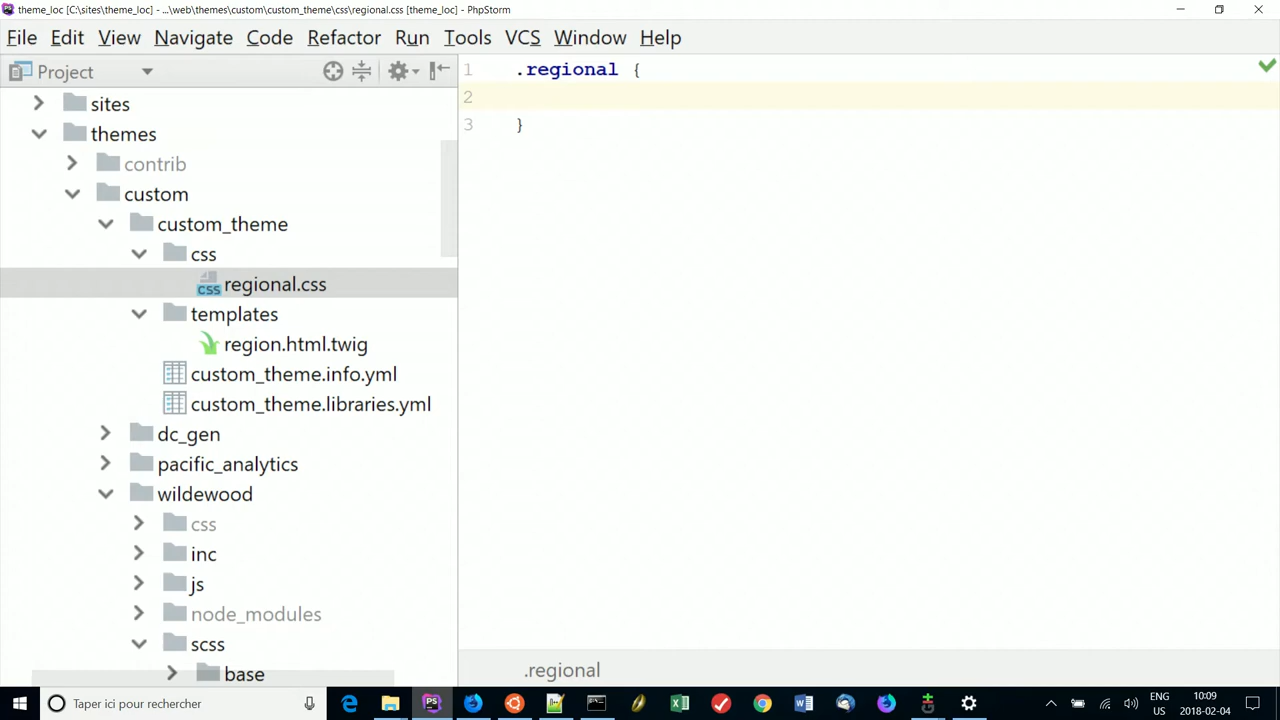 theme_loc [C:\sites\theme_loc] - ...\web\themes\custom\custom_theme\css\regional.css [theme_loc] - PhpStorm
File Edit View Navigate Code Refactor Run Tools VCS Window Help
Project
sites
themes
contrib
custom
custom_theme
css
CSS regional.css
templates
region.html.twig
custom_theme.info.yml
custom_theme.libraries.yml
dc_gen
pacific_analytics
wildewood
css
inc
js
node_modules
scss
base
1 .regional {
2
3 }
.regional
Taper ici pour rechercher
PS
ENG
US
10:09
2018-02-04